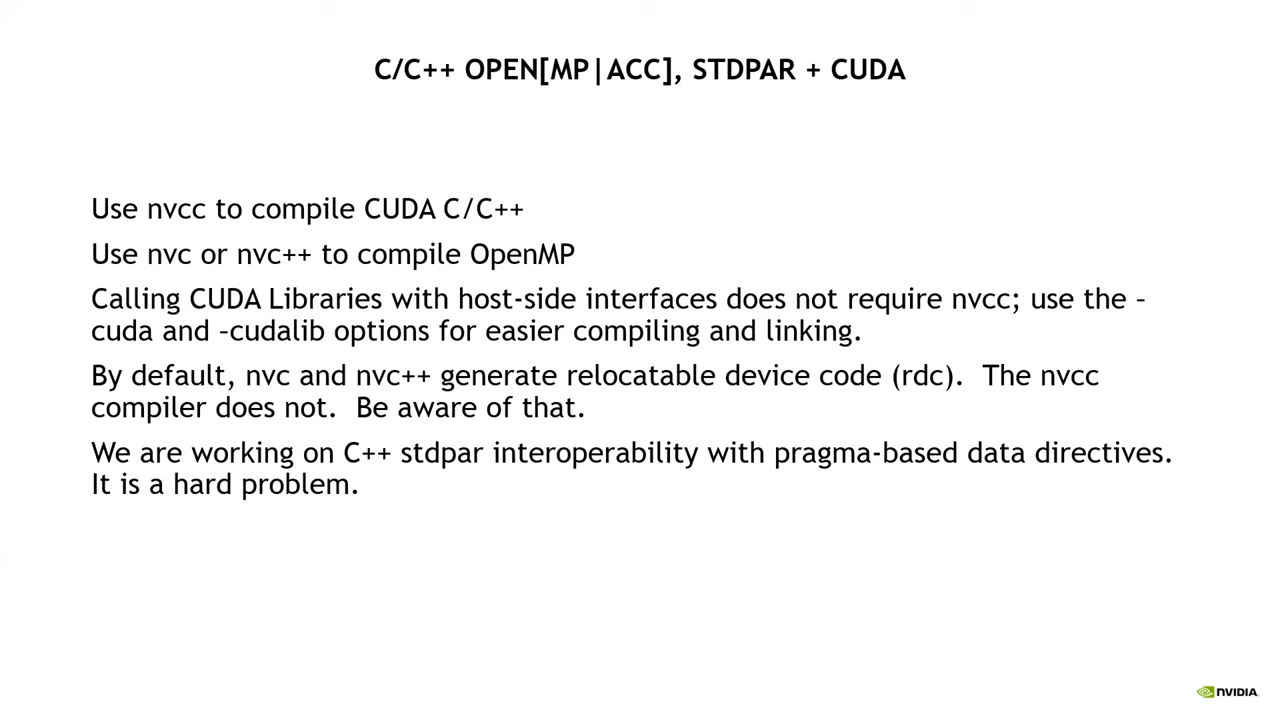 C/C++ OPEN[MP|ACC], STDPAR + CUDA
Use nvcc to compile CUDA C/C++
Use nvc or nvc++ to compile OpenMP
Calling CUDA Libraries with host-side interfaces does not require nvcc; use the –
cuda and –cudalib options for easier compiling and linking.
By default, nvc and nvc++ generate relocatable device code (rdc).  The nvcc
compiler does not.  Be aware of that.
We are working on C++ stdpar interoperability with pragma-based data directives.
It is a hard problem.
NVIDIA.